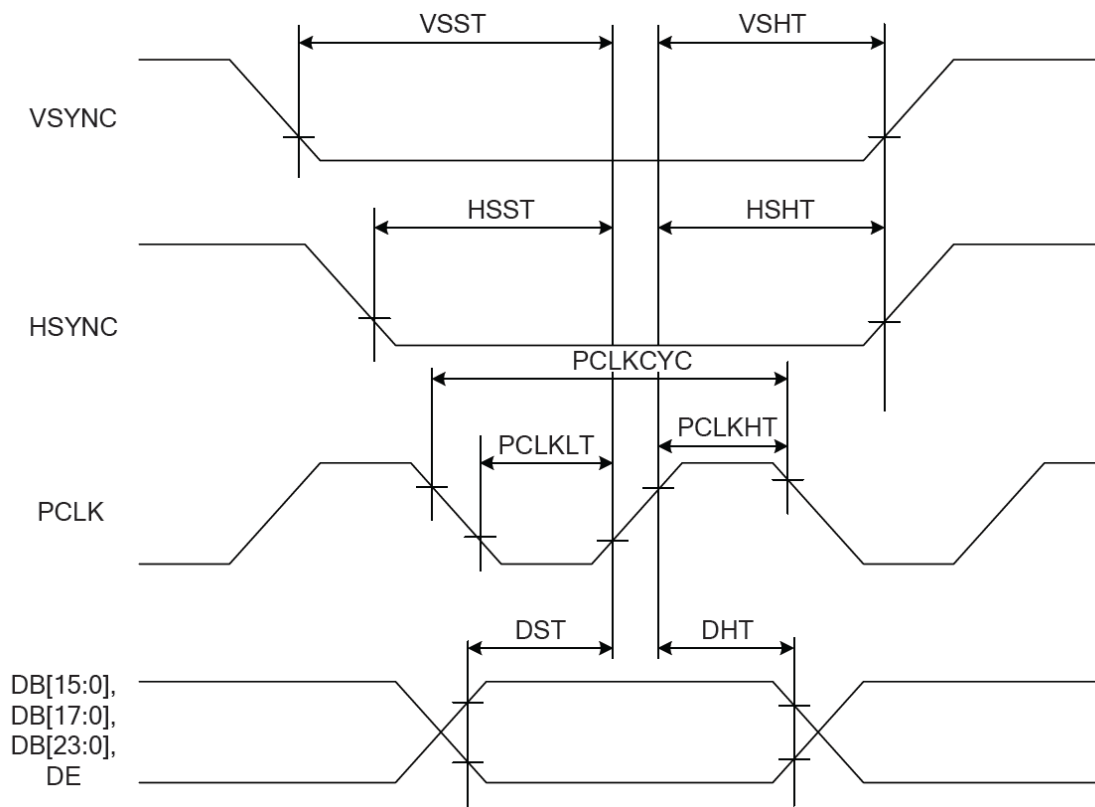 VSST VSHT
VSYNC
HSST HSHT
HSYNC
PCLKCYC
PCLKLT PCLKHT
PCLK
DST DHT
DB[15:0],
DB[17:0],
DB[23:0],
DE